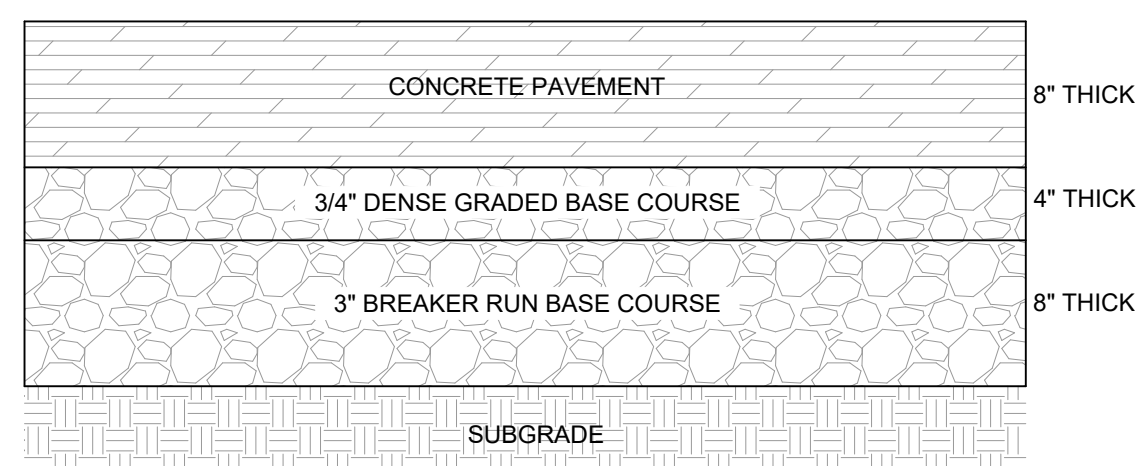 CONCRETE PAVEMENT
8" THICK
3/4" DENSE GRADED BASE COURSE
4" THICK
3" BREAKER RUN BASE COURSE
8" THICK
SUBGRADE